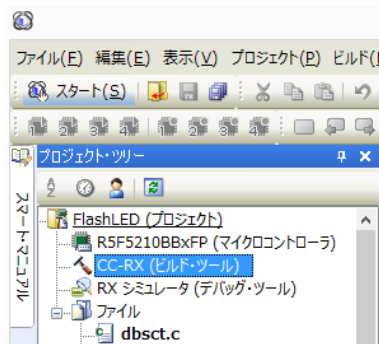 ファイル(F) 編集(E) 表示(V) プロジェクト(P) ビルド(
スタート(S)
プロジェクト・ツリー
スマート・マニュアル
FlashLED (プロジェクト)
R5F5210BBxFP (マイクロコントローラ)
CC-RX (ビルド・ツール)
RX シミュレータ (デバッグ・ツール)
ファイル
dbsct.c